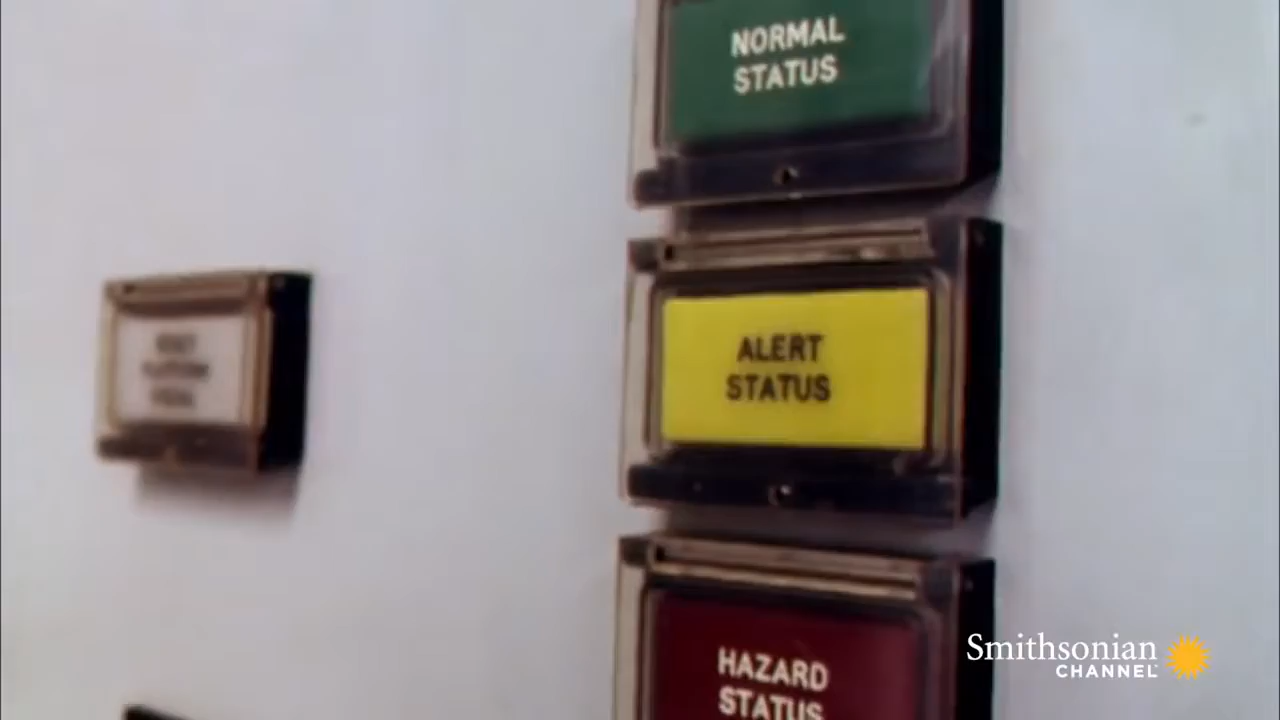 NORMAL
STATUS
ALERT
STATUS
HAZARD
STATUS
Smithsonian
CHANNEL